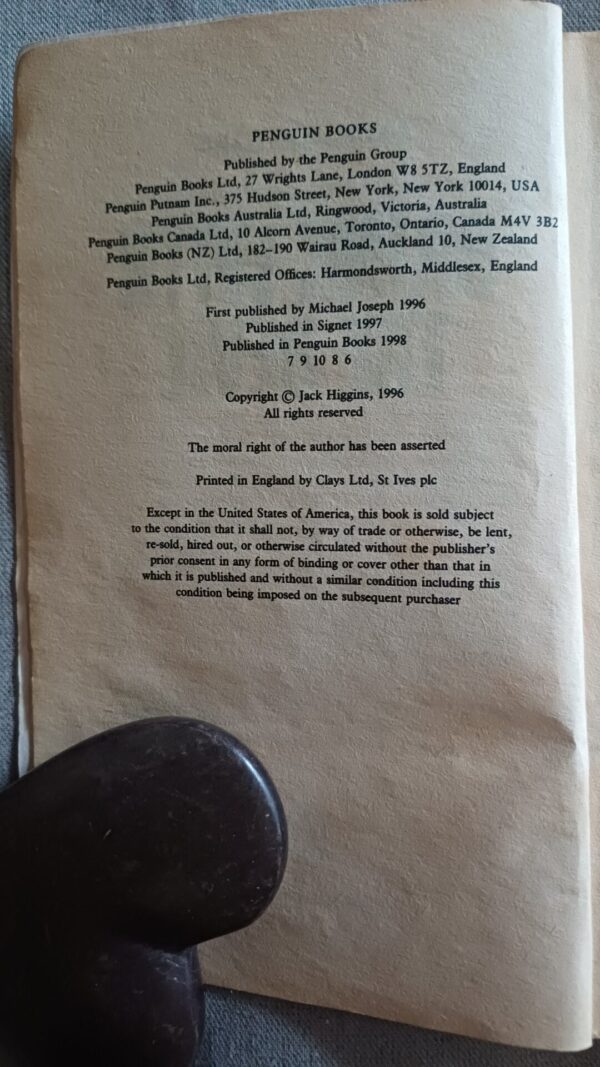 PENGUIN BOOKS
Published by the Penguin Group
Penguin Books Ltd, 27 Wrights Lane, London W8 5TZ, England
Penguin Putnam Inc., 375 Hudson Street, New York, New York 10014, USA
Penguin Books Australia Ltd, Ringwood, Victoria, Australia
Penguin Books Canada Ltd, 10 Alcorn Avenue, Toronto, Ontario, Canada M4V 3B2
Penguin Books (NZ) Ltd, 182–190 Wairau Road, Auckland 10, New Zealand
Penguin Books Ltd, Registered Offices: Harmondsworth, Middlesex, England
First published by Michael Joseph 1996
Published in Signet 1997
Published in Penguin Books 1998
7 9 10 8 6
Copyright © Jack Higgins, 1996
All rights reserved
The moral right of the author has been asserted
Printed in England by Clays Ltd, St Ives plc
Except in the United States of America, this book is sold subject
to the condition that it shall not, by way of trade or otherwise, be lent,
re-sold, hired out, or otherwise circulated without the publisher's
prior consent in any form of binding or cover other than that in
which it is published and without a similar condition including this
condition being imposed on the subsequent purchaser